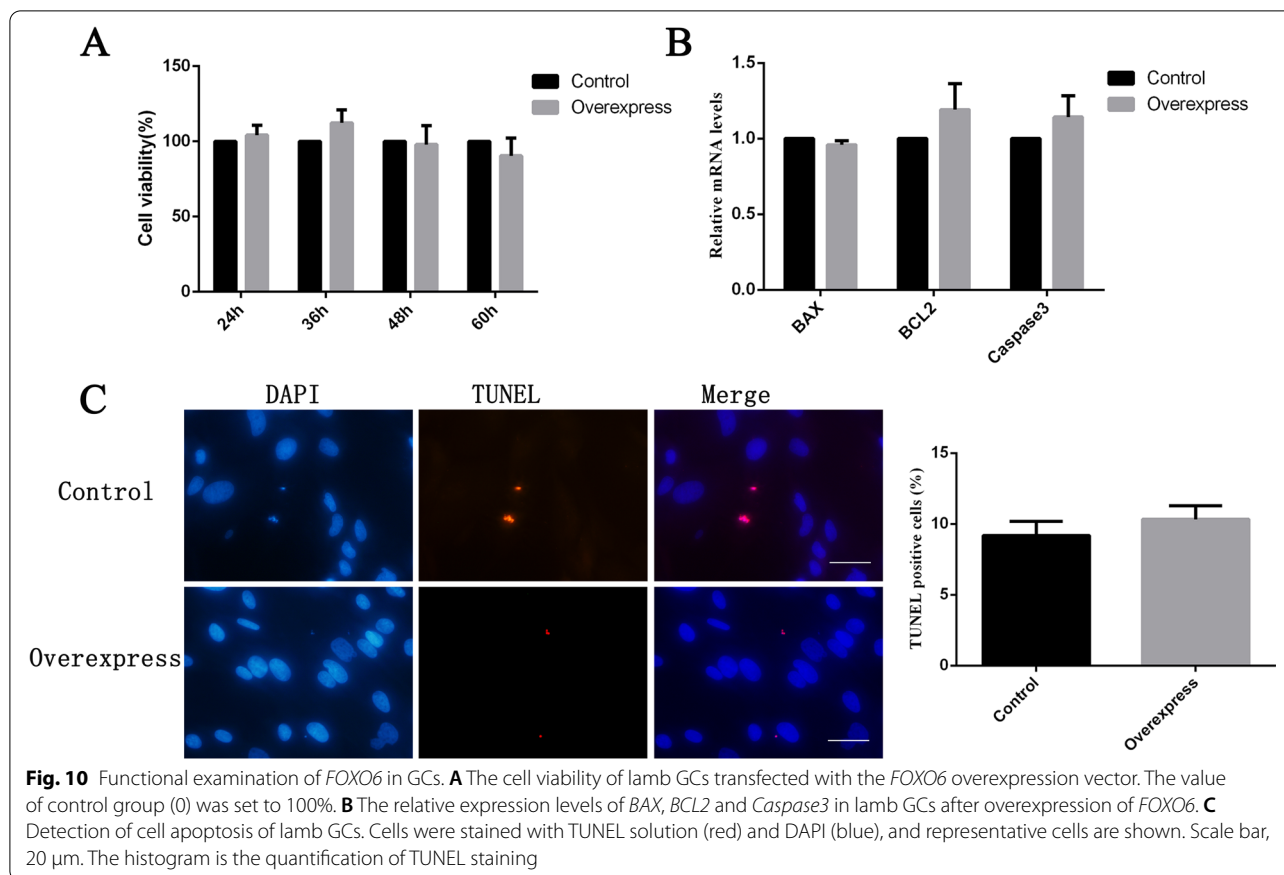 A
B
150
100
50
0
Cell viability(%)
24h
36h
48h
60h
Control
Overexpress
1.5
1.0
0.5
0.0
Relative mRNA levels
BAX
BCL2
Caspase3
Control
Overexpress
C
DAPI
TUNEL
Merge
Control
Overexpress
15
10
5
0
TUNEL positive cells (%)
Control
Overexpress
Fig. 10 Functional examination of FOXO6 in GCs. A The cell viability of lamb GCs transfected with the FOXO6 overexpression vector. The value
of control group (0) was set to 100%. B The relative expression levels of BAX, BCL2 and Caspase3 in lamb GCs after overexpression of FOXO6. C
Detection of cell apoptosis of lamb GCs. Cells were stained with TUNEL solution (red) and DAPI (blue), and representative cells are shown. Scale bar,
20 μm. The histogram is the quantification of TUNEL staining